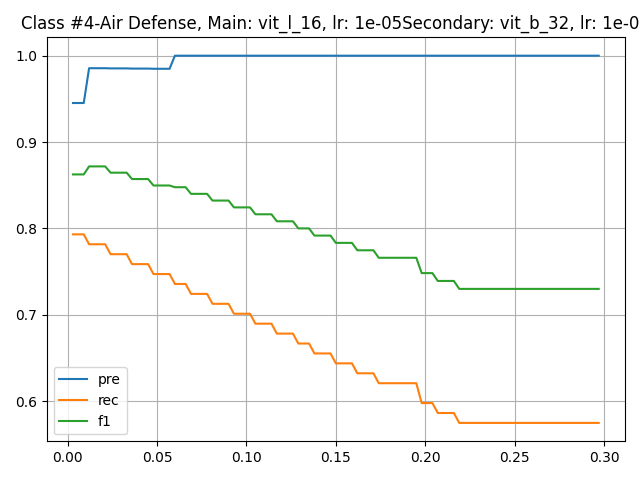 Class #4-Air Defense, Main: vit_l_16, lr: 1e-05Secondary: vit_b_32, lr: 1e-0
1.0
0.9
0.8
0.7
0.6
pre
rec
f1
0.00 0.05 0.10 0.15 0.20 0.25 0.30